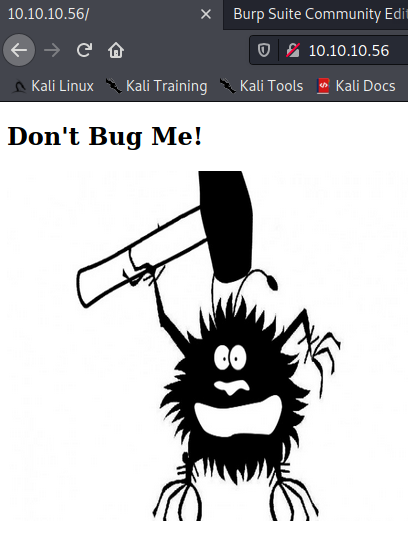 10.10.10.56/
Burp Suite Community Edit
10.10.10.56
Kali Linux Kali Training Kali Tools Kali Docs
Don't Bug Me!